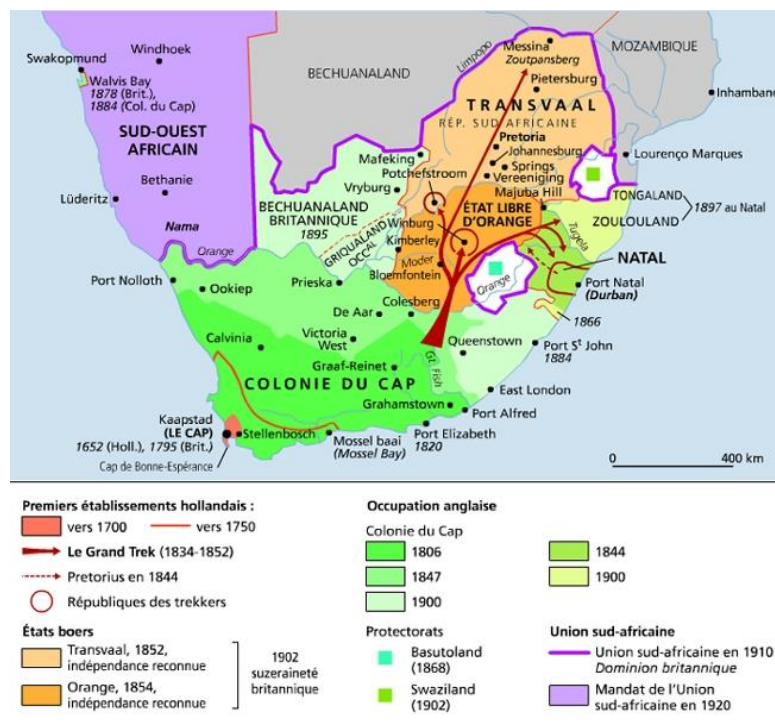 Swakopmund
Windhoek
Walvis Bay
1878 (Brit.),
1884 (Col. du Cap)
SUD-OUEST
AFRICAIN
Bethanie
Lüderitz
Nama
Orange
BECHUANALAND
Limpopo
Messina
Zoutpansberg
MOZAMBIQUE
Pietersburg
Inhambane
TRANSVAAL
RÉP. SUD AFRICAINE
Pretoria
Johannesburg
Springs
Vereeniging
Lourenço Marques
Mafeking
Potchefstroom
Majuba Hill
Vryburg
BECHUANALAND
BRITANNIQUE
1895
ÉTAT LIBRE
D'ORANGE
TONGALAND
ZOULOULAND
1897 au Natal
Winburg
GRIQUALAND
OCCAL
Kimberley
Moder
Bloemfontein
Tugela
NATAL
Orange
Port Natal
(Durban)
1866
Port Nolloth
Ookiep
Prieska
Colesberg
De Aar
Victoria
West
Calvinia
Queenstown
Port St John
1884
Graaf-Reinet
Gt. Fish
COLONIE DU CAP
East London
Grahamstown
Port Alfred
Kaapstad
(LE CAP)
1652 (Holl.), 1795 (Brit.)
Stellenbosch
Mossel baai
(Mossel Bay)
Port Elizabeth
1820
Cap de Bonne-Espérance
0 400 km
Premiers établissements hollandais :
vers 1700 vers 1750
Le Grand Trek (1834-1852)
Pretorius en 1844
Républiques des trekkers
États boers
Transvaal, 1852,
indépendance reconnue
Orange, 1854,
indépendance reconnue
1902
suzeraineté
britannique
Occupation anglaise
Colonie du Cap
1806
1847
1900
1844
1900
Protectorats
Basutoland
(1868)
Swaziland
(1902)
Union sud-africaine
Union sud-africaine en 1910
Dominion britannique
Mandat de l'Union
sud-africaine en 1920